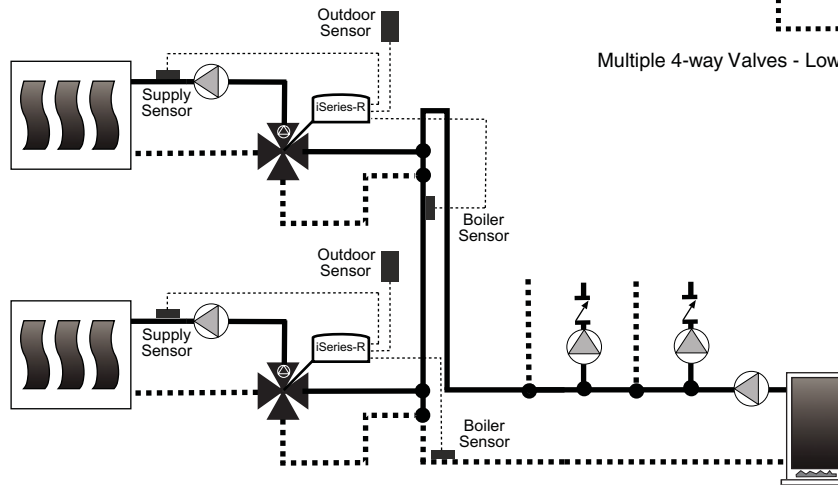 Outdoor
Sensor
Multiple 4-way Valves - Low
iSeries-R
Supply
Sensor
Boiler
Sensor
Outdoor
Sensor
iSeries-R
Supply
Sensor
Boiler
Sensor